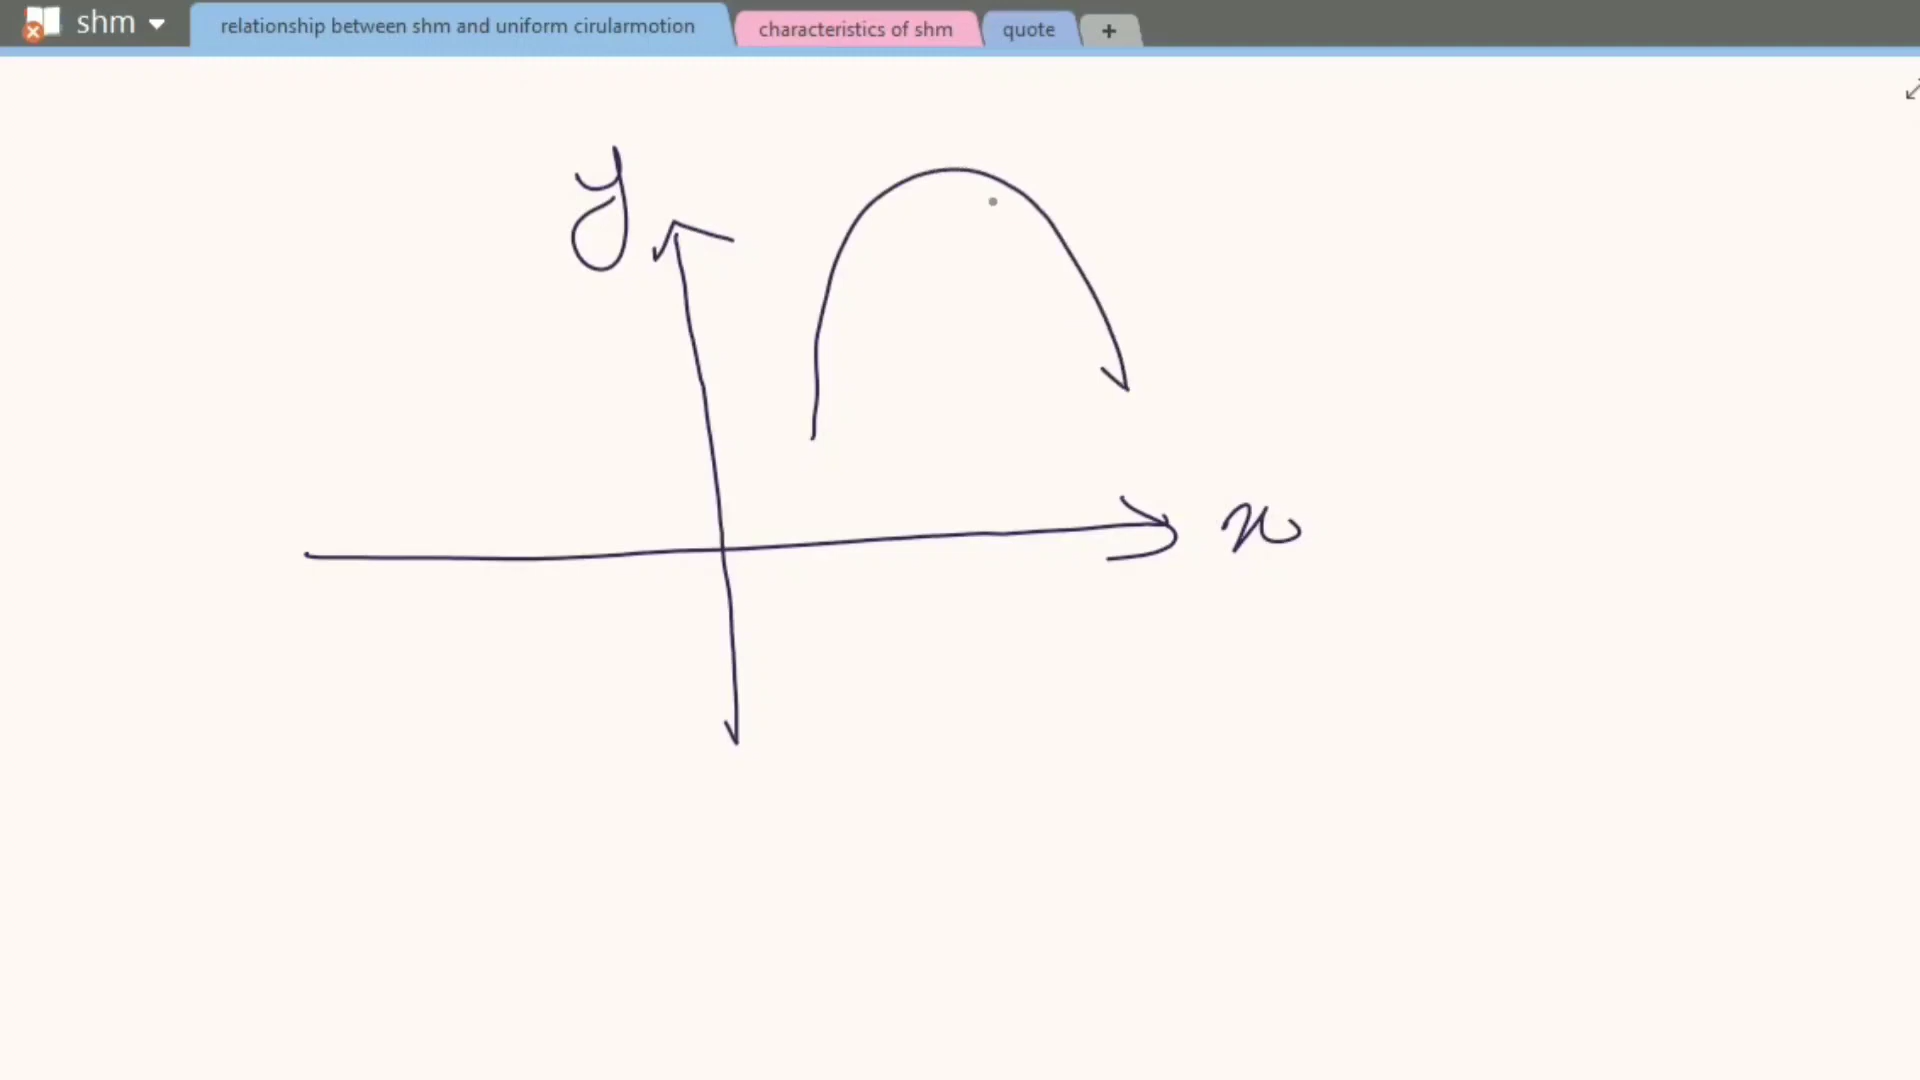 shm
relationship between shm and uniform cirularmotion
characteristics of shm
quote
+
y
x